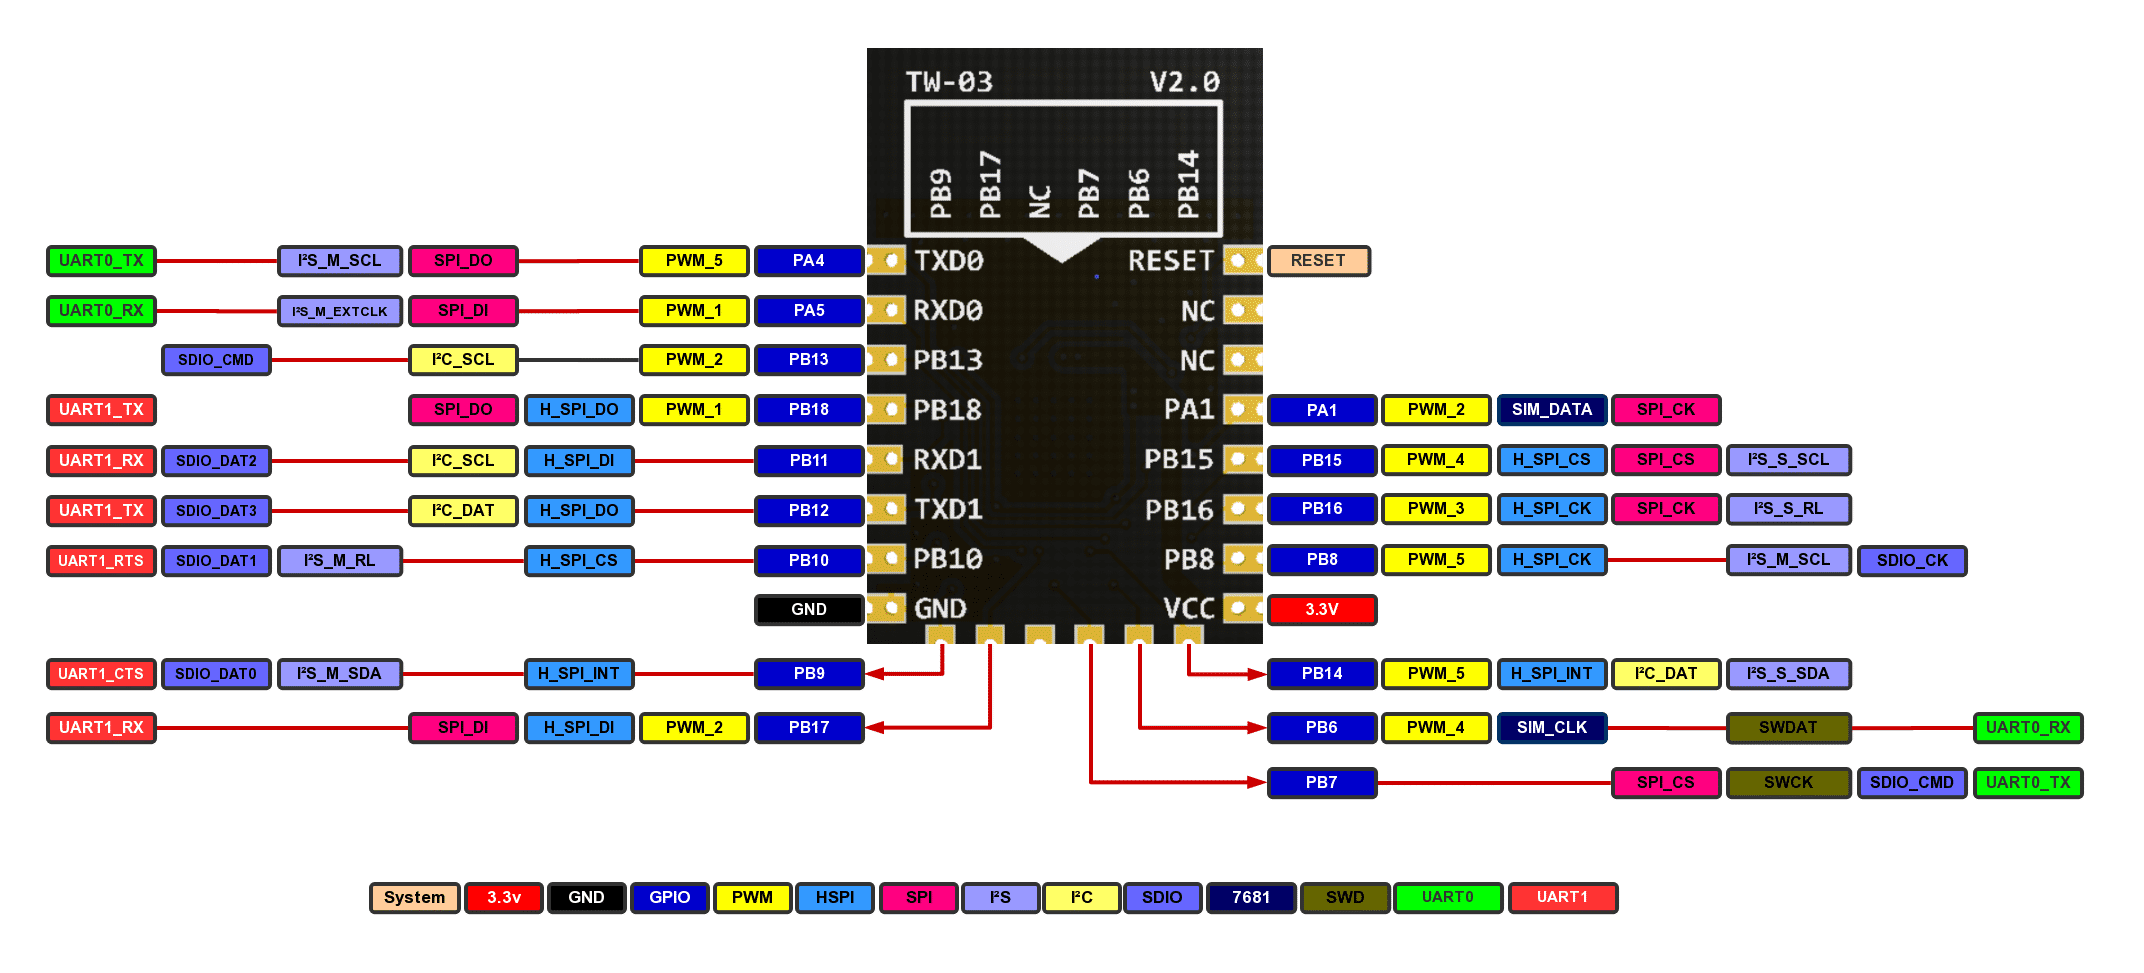 TW-03 V2.0
PB9 PB17 NC PB7 PB6 PB14
UART0_TX I²S_M_SCL SPI_DO PWM_5 PA4 TXD0 RESET RESET
UART0_RX I²S_M_EXTCLK SPI_DI PWM_1 PA5 RXD0 NC
SDIO_CMD I²C_SCL PWM_2 PB13 PB13 NC
UART1_TX SPI_DO H_SPI_DO PWM_1 PB18 PB18 PA1 PA1 PWM_2 SIM_DATA SPI_CK
UART1_RX SDIO_DAT2 I²C_SCL H_SPI_DI PB11 RXD1 PB15 PB15 PWM_4 H_SPI_CS SPI_CS I²S_S_SCL
UART1_TX SDIO_DAT3 I²C_DAT H_SPI_DO PB12 TXD1 PB16 PB16 PWM_3 H_SPI_CK SPI_CK I²S_S_RL
UART1_RTS SDIO_DAT1 I²S_M_RL H_SPI_CS PB10 PB10 PB8 PB8 PWM_5 H_SPI_CK I²S_M_SCL SDIO_CK
GND GND VCC 3.3V
UART1_CTS SDIO_DAT0 I²S_M_SDA H_SPI_INT PB9 PB14 PWM_5 H_SPI_INT I²C_DAT I²S_S_SDA
UART1_RX SPI_DI H_SPI_DI PWM_2 PB17 PB6 PWM_4 SIM_CLK SWDAT UART0_RX
PB7 SPI_CS SWCK SDIO_CMD UART0_TX
System 3.3v GND GPIO PWM HSPI SPI I²S I²C SDIO 7681 SWD UART0 UART1